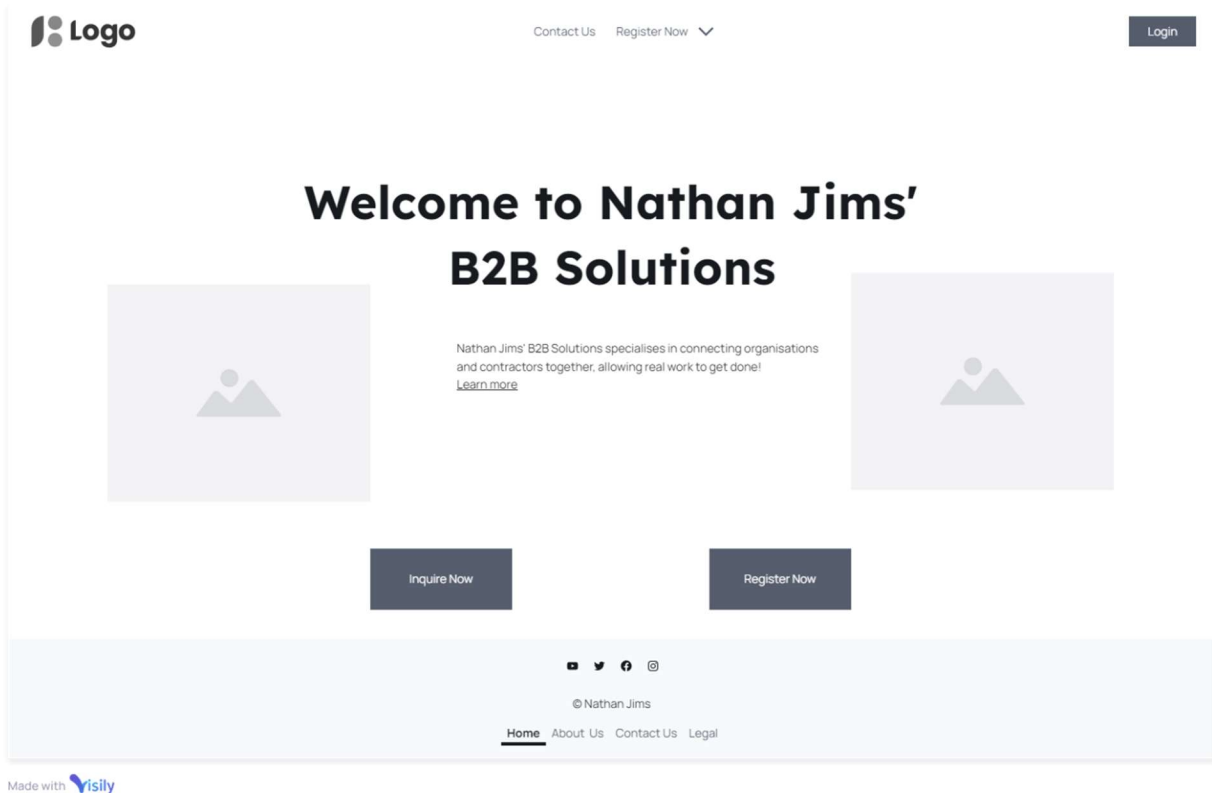 Logo
Contact Us Register Now
Login
Welcome to Nathan Jims'
B2B Solutions
Nathan Jims' B2B Solutions specialises in connecting organisations
and contractors together, allowing real work to get done!
Learn more
Inquire Now
Register Now
© Nathan Jims
Home About Us Contact Us Legal
Made with Visily